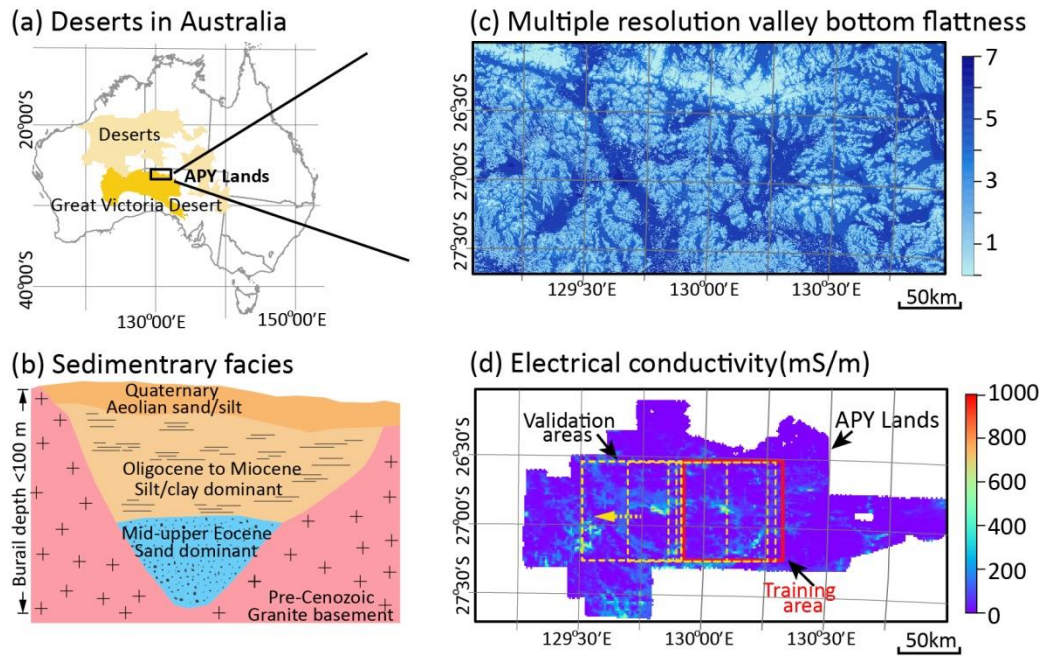 (a) Deserts in Australia
20°00'S
40°00'S
Deserts
APY Lands
Great Victoria Desert
130°00'E
150°00'E
(c) Multiple resolution valley bottom flattness
26°30'S
27°00'S
27°30'S
129°30'E
130°00'E
130°30'E
50km
7
5
3
1
(b) Sedimentrary facies
Burail depth <100 m
Quaternary
Aeolian sand/silt
Oligocene to Miocene
Silt/clay dominant
Mid-upper Eocene
Sand dominant
Pre-Cenozoic
Granite basement
(d) Electrical conductivity(mS/m)
26°30'S
27°00'S
27°30'S
Validation
areas
APY Lands
Training
area
129°30'E
130°00'E
130°30'E
50km
1000
800
600
400
200
0